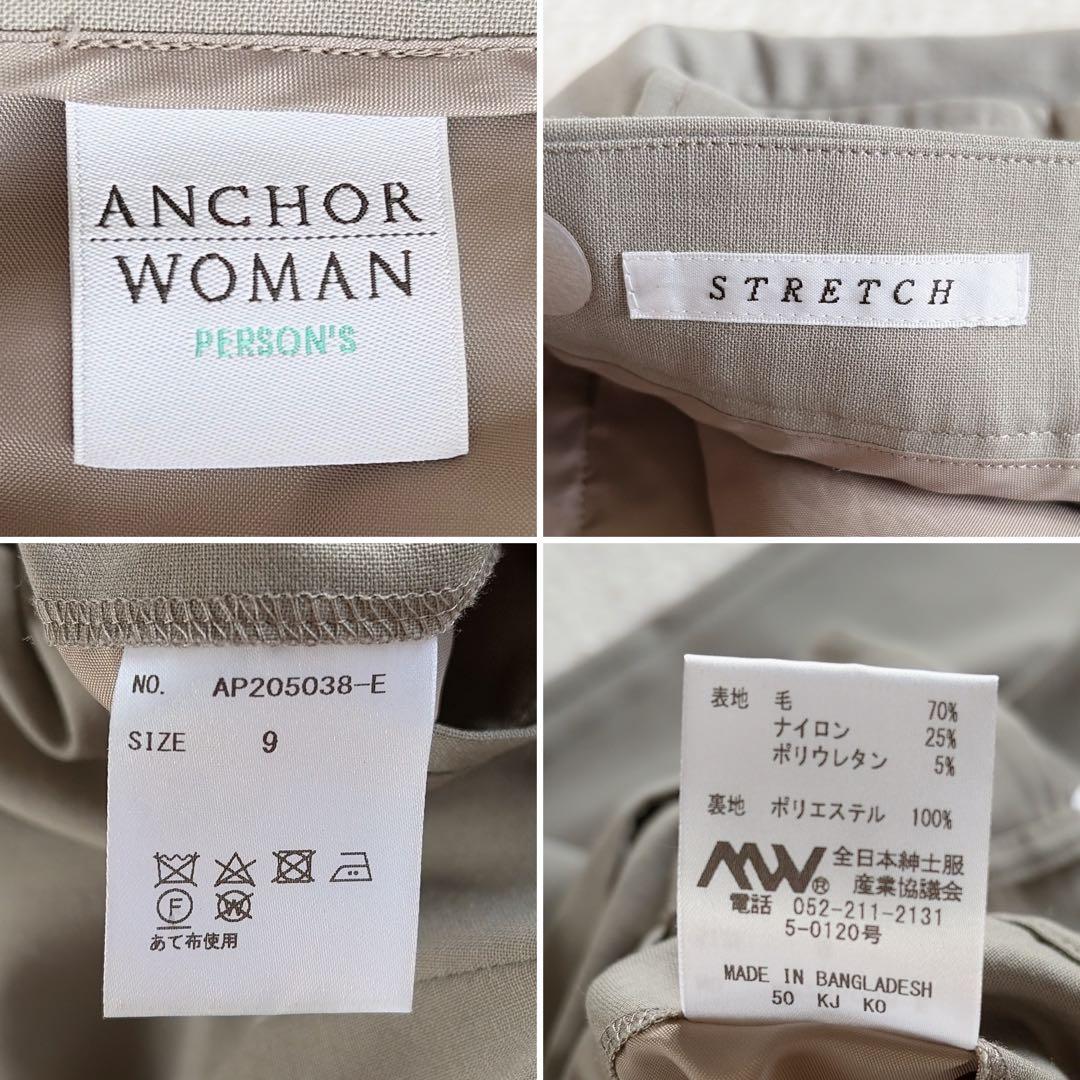 ANCHOR
WOMAN
PERSON'S
STRETCH
NO. AP205038-E
SIZE 9
F W
あて布使用
表地 毛 70%
ナイロン 25%
ポリウレタン 5%
裏地 ポリエステル 100%
MW® 全日本紳士服
産業協議会
電話 052-211-2131
5-0120号
MADE IN BANGLADESH
50 KJ KO